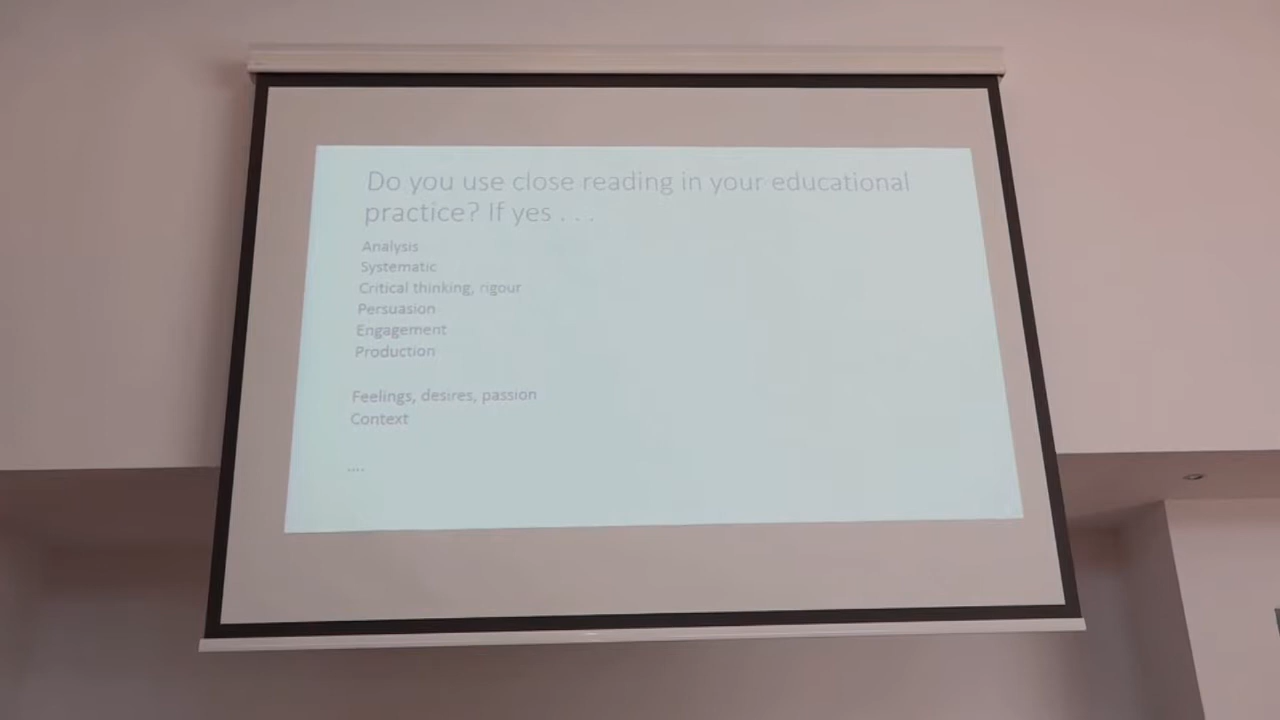 Do you use close reading in your educational
practice? If yes . . .
Analysis
Systematic
Critical thinking, rigour
Persuasion
Engagement
Production
Feelings, desires, passion
Context
....